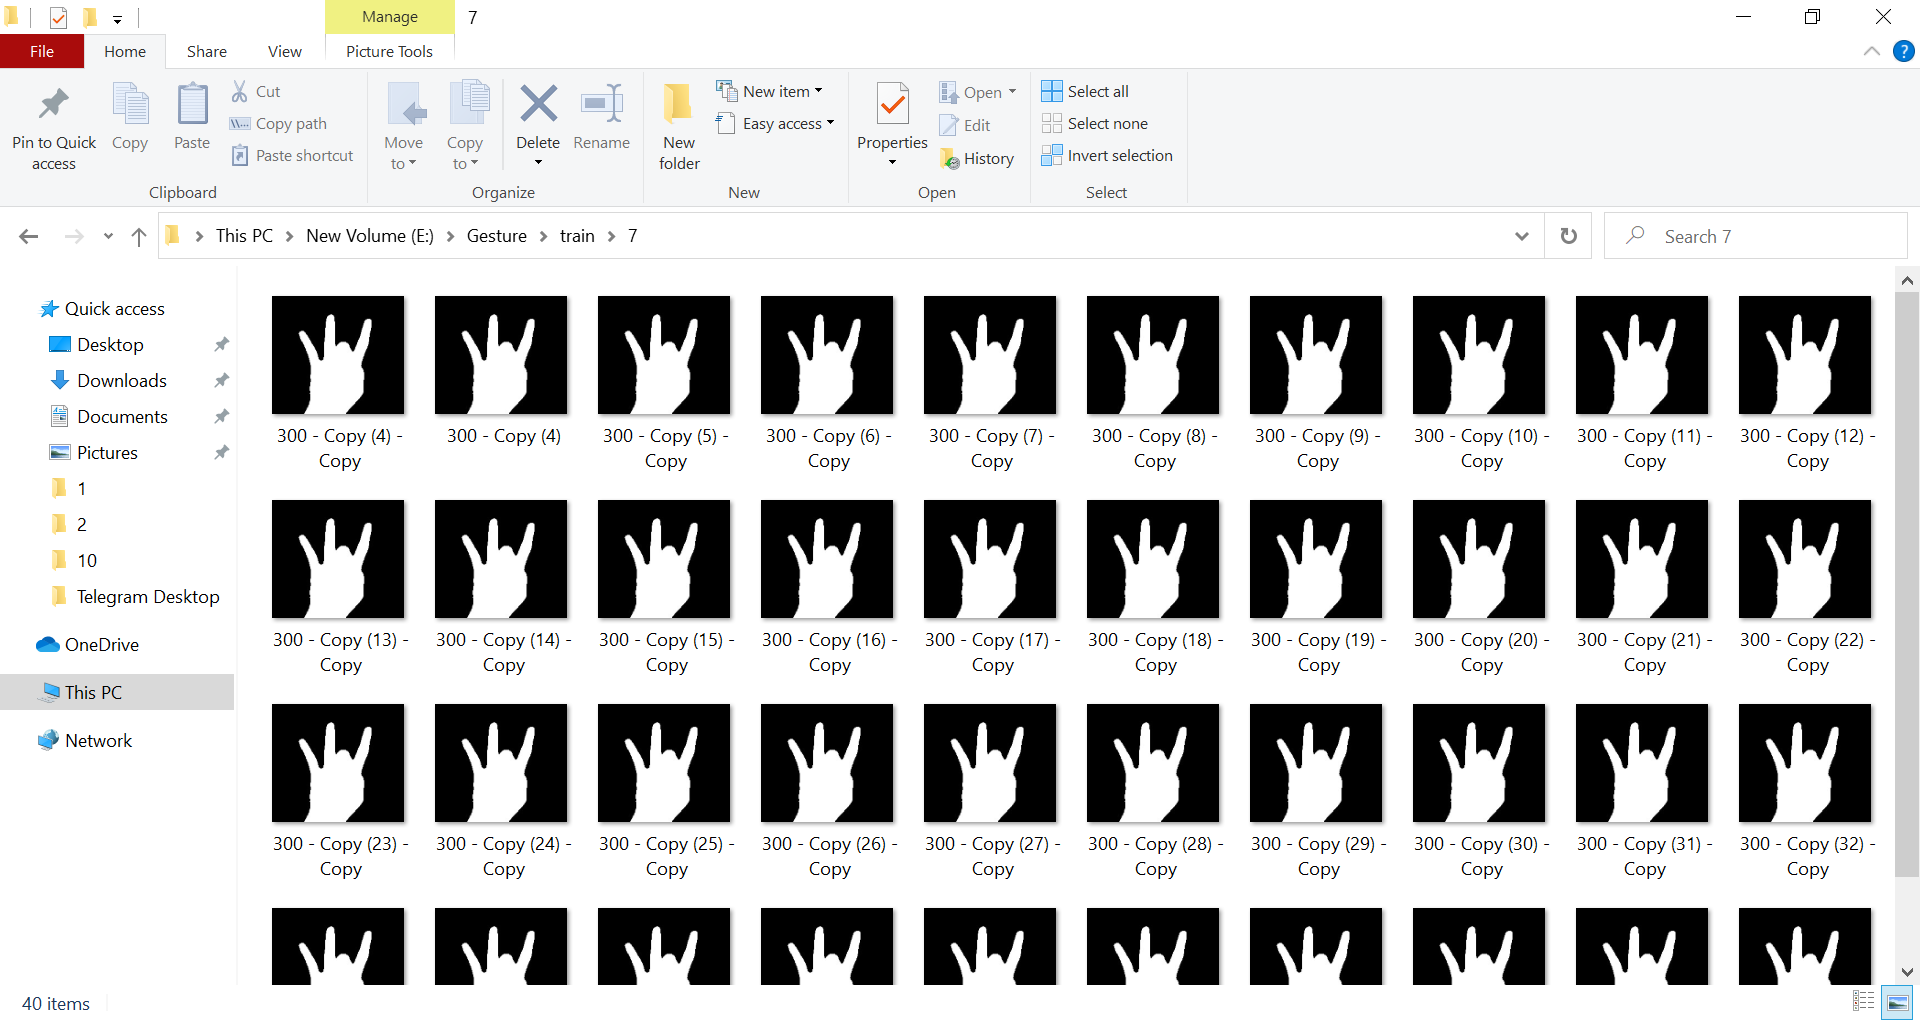 Manage
7
File
Home
Share
View
Picture Tools
Pin to Quick access
Copy
Paste
Cut
Copy path
Paste shortcut
Clipboard
Move to
Copy to
Delete
Rename
Organize
New folder
New item
Easy access
New
Properties
Open
Edit
History
Open
Select all
Select none
Invert selection
Select
This PC
New Volume (E:)
Gesture
train
7
Search 7
Quick access
Desktop
Downloads
Documents
Pictures
1
2
10
Telegram Desktop
OneDrive
This PC
Network
300 - Copy (4) - Copy
300 - Copy (4)
300 - Copy (5) - Copy
300 - Copy (6) - Copy
300 - Copy (7) - Copy
300 - Copy (8) - Copy
300 - Copy (9) - Copy
300 - Copy (10) - Copy
300 - Copy (11) - Copy
300 - Copy (12) - Copy
300 - Copy (13) - Copy
300 - Copy (14) - Copy
300 - Copy (15) - Copy
300 - Copy (16) - Copy
300 - Copy (17) - Copy
300 - Copy (18) - Copy
300 - Copy (19) - Copy
300 - Copy (20) - Copy
300 - Copy (21) - Copy
300 - Copy (22) - Copy
300 - Copy (23) - Copy
300 - Copy (24) - Copy
300 - Copy (25) - Copy
300 - Copy (26) - Copy
300 - Copy (27) - Copy
300 - Copy (28) - Copy
300 - Copy (29) - Copy
300 - Copy (30) - Copy
300 - Copy (31) - Copy
300 - Copy (32) - Copy
40 items